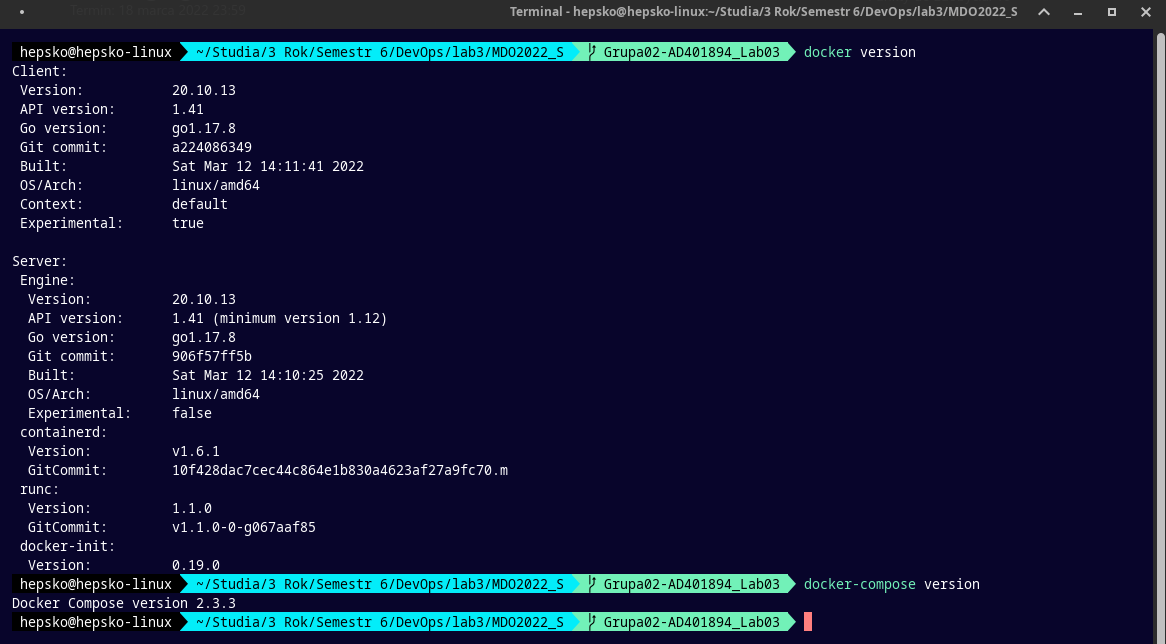 Termin: 18 marca 2022 23:59
Terminal - hepsko@hepsko-linux:~/Studia/3 Rok/Semestr 6/DevOps/lab3/MDO2022_S
hepsko@hepsko-linux ~/Studia/3 Rok/Semestr 6/DevOps/lab3/MDO2022_S Grupa02-AD401894_Lab03 docker version
Client:
Version: 20.10.13
API version: 1.41
Go version: go1.17.8
Git commit: a224086349
Built: Sat Mar 12 14:11:41 2022
OS/Arch: linux/amd64
Context: default
Experimental: true
Server:
Engine:
Version: 20.10.13
API version: 1.41 (minimum version 1.12)
Go version: go1.17.8
Git commit: 906f57ff5b
Built: Sat Mar 12 14:10:25 2022
OS/Arch: linux/amd64
Experimental: false
containerd:
Version: v1.6.1
GitCommit: 10f428dac7cec44c864e1b830a4623af27a9fc70.m
runc:
Version: 1.1.0
GitCommit: v1.1.0-0-g067aaf85
docker-init:
Version: 0.19.0
hepsko@hepsko-linux ~/Studia/3 Rok/Semestr 6/DevOps/lab3/MDO2022_S Grupa02-AD401894_Lab03 docker-compose version
Docker Compose version 2.3.3
hepsko@hepsko-linux ~/Studia/3 Rok/Semestr 6/DevOps/lab3/MDO2022_S Grupa02-AD401894_Lab03